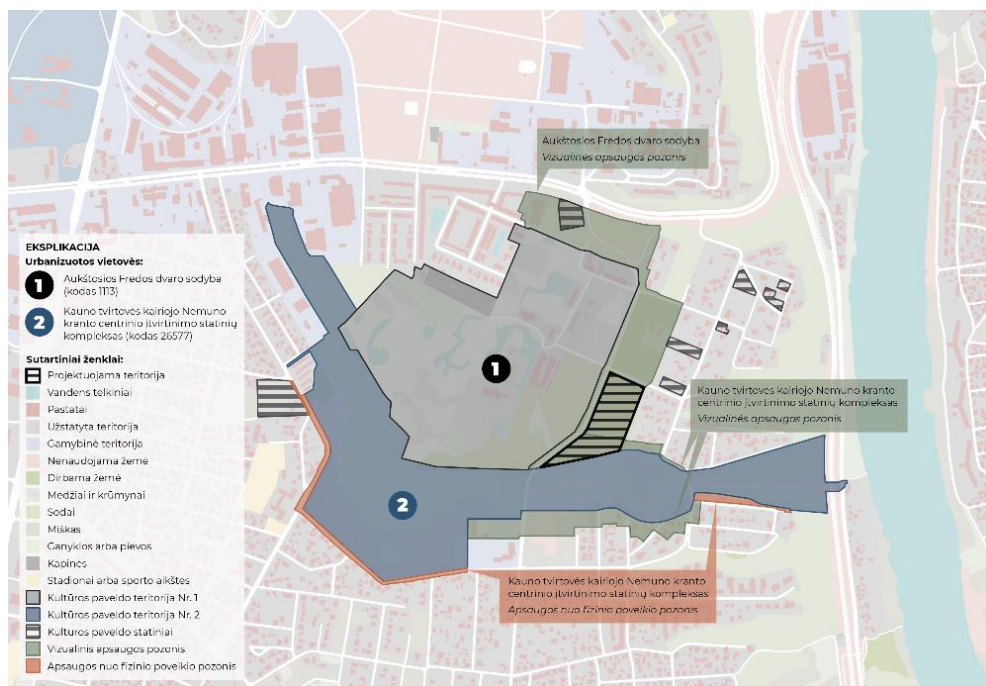 Aukštosios Fredos dvaro sodyba
Vizualinės apsaugos pozonis
EKSPLIKACIJA
Urbanizuotos vietovės:
1
Aukštosios Fredos dvaro sodyba
(kodas 1113)
2
Kauno tvirtovės kairiojo Nemuno
kranto centrinio įtvirtinimo statinių
kompleksas (kodas 26577)
Sutartiniai ženklai:
Projektuojama teritorija
Vandens telkiniai
Pastatai
Užstatyta teritorija
Gamybinė teritorija
Nenaudojama žemė
Dirbama žemė
Medžiai ir krūmynai
Sodai
Miškas
Ganyklos arba pievos
Kapinės
Stadionai arba sporto aikštės
Kultūros paveldo teritorija Nr. 1
Kultūros paveldo teritorija Nr. 2
Kultūros paveldo statiniai
Vizualinis apsaugos pozonis
Apsaugos nuo fizinio poveikio pozonis
1
Kauno tvirtovės kairiojo Nemuno kranto
centrinio įtvirtinimo statinių kompleksas
Vizualinės apsaugos pozonis
2
Kauno tvirtovės kairiojo Nemuno kranto
centrinio įtvirtinimo statinių kompleksas
Apsaugos nuo fizinio poveikio pozonis